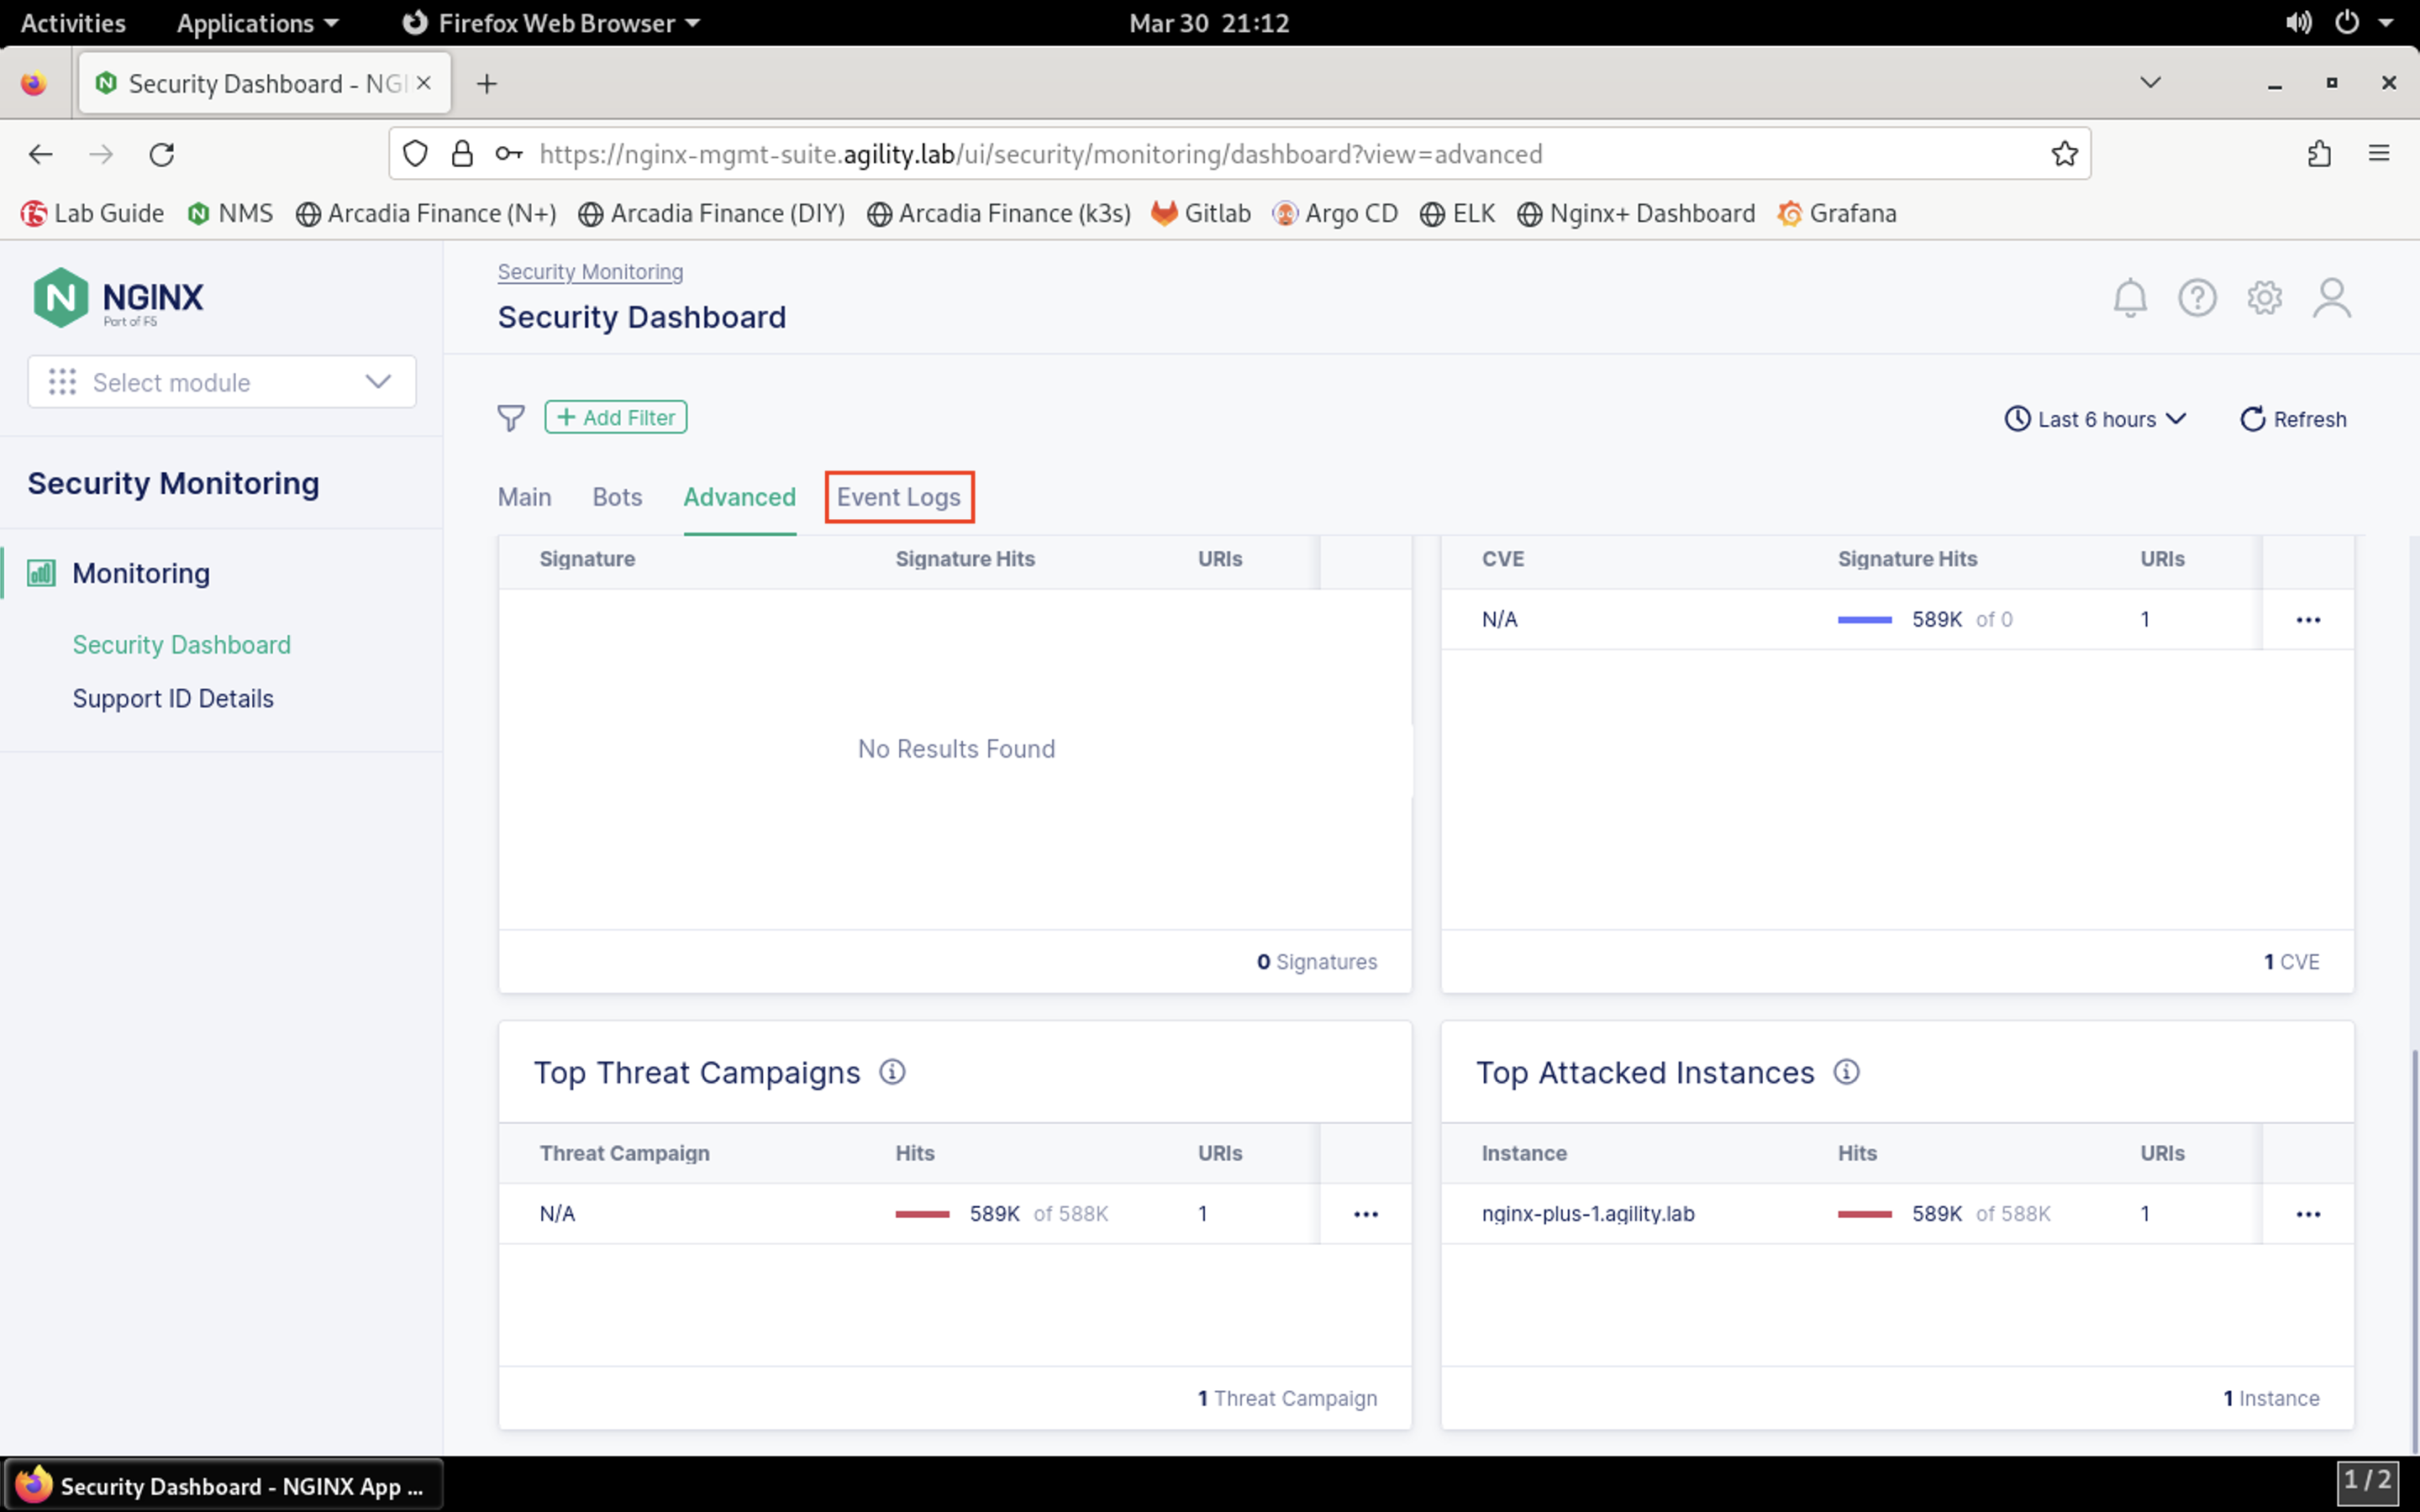 Activities Applications Firefox Web Browser Mar 30 21:12
Security Dashboard - NGI
https://nginx-mgmt-suite.agility.lab/ui/security/monitoring/dashboard?view=advanced
Lab Guide NMS Arcadia Finance (N+) Arcadia Finance (DIY) Arcadia Finance (k3s) Gitlab Argo CD ELK Nginx+ Dashboard Grafana
NGINX
Part of F5
Select module
Security Monitoring
Monitoring
Security Dashboard
Support ID Details
Security Monitoring
Security Dashboard
+ Add Filter Last 6 hours Refresh
Main Bots Advanced Event Logs
Signature Signature Hits URIs
No Results Found
0 Signatures
CVE Signature Hits URIs
N/A 589K of 0 1 ...
1 CVE
Top Threat Campaigns
Threat Campaign Hits URIs
N/A 589K of 588K 1 ...
1 Threat Campaign
Top Attacked Instances
Instance Hits URIs
nginx-plus-1.agility.lab 589K of 588K 1 ...
1 Instance
Security Dashboard - NGINX App ... 1 / 2